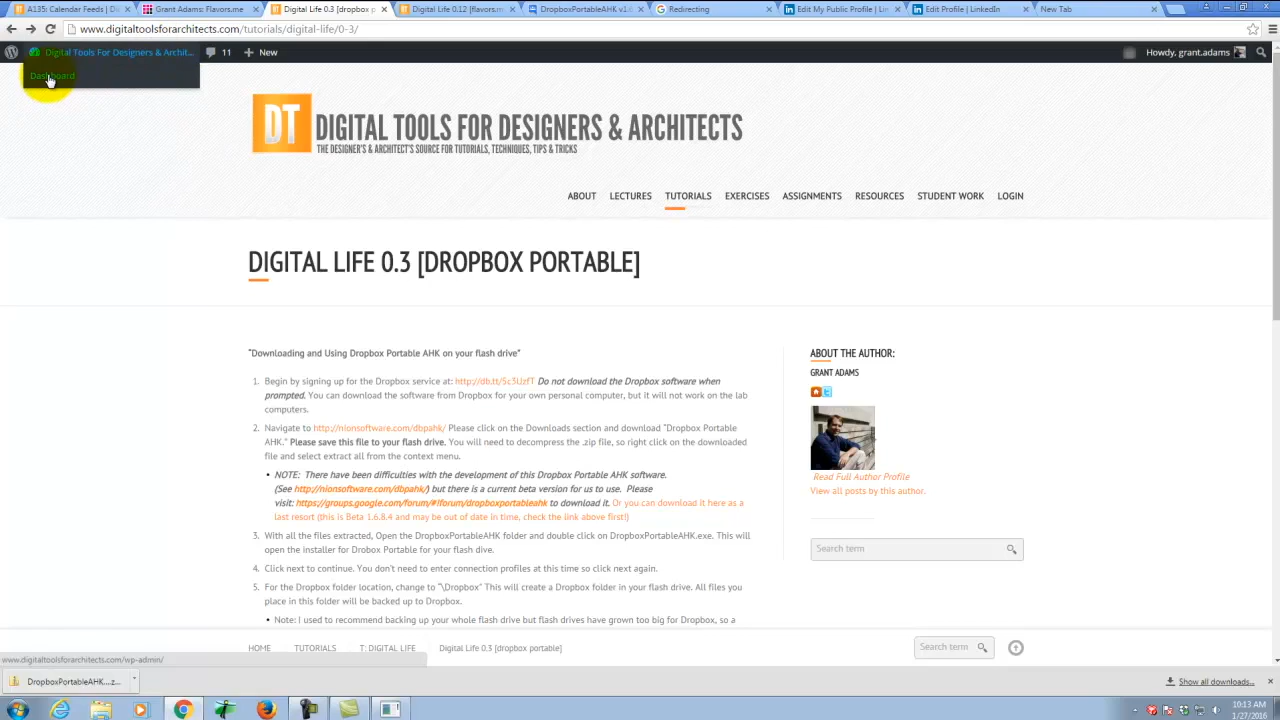 A135: Calendar Feeds | Di
Grant Adams: Flavors.me
Digital Life 0.3 [dropbox p
Digital Life 0.12 [flavors.m
DropboxPortableAHK v1.6
Redirecting
Edit My Public Profile | Lin
Edit Profile | LinkedIn
New Tab
www.digitaltoolsforarchitects.com/tutorials/digital-life/0-3/
Digital Tools For Designers & Archit... 11 New
Howdy, grant.adams
Dashboard
DT DIGITAL TOOLS FOR DESIGNERS & ARCHITECTS
THE DESIGNER'S & ARCHITECT'S SOURCE FOR TUTORIALS, TECHNIQUES, TIPS & TRICKS
ABOUT LECTURES TUTORIALS EXERCISES ASSIGNMENTS RESOURCES STUDENT WORK LOGIN
DIGITAL LIFE 0.3 [DROPBOX PORTABLE]
"Downloading and Using Dropbox Portable AHK on your flash drive"
1. Begin by signing up for the Dropbox service at: http://db.tt/5c3LlzfT Do not download the Dropbox software when
prompted. You can download the software from Dropbox for your own personal computer, but it will not work on the lab
computers.
2. Navigate to http://nionsoftware.com/dbpahk/ Please click on the Downloads section and download "Dropbox Portable
AHK." Please save this file to your flash drive. You will need to decompress the .zip file, so right click on the downloaded
file and select extract all from the context menu.
• NOTE: There have been difficulties with the development of this Dropbox Portable AHK software.
(See http://nionsoftware.com/dbpahk/) but there is a current beta version for us to use. Please
visit: https://groups.google.com/forum/#!forum/dropboxportableahk to download it. Or you can download it here as a
last resort (this is Beta 1.6.8.4 and may be out of date in time, check the link above first!)
3. With all the files extracted, Open the DropboxPortableAHK folder and double click on DropboxPortableAHK.exe. This will
open the installer for Drobox Portable for your flash dive.
4. Click next to continue. You don't need to enter connection profiles at this time so click next again.
5. For the Dropbox folder location, change to "\Dropbox" This will create a Dropbox folder in your flash drive. All files you
place in this folder will be backed up to Dropbox.
• Note: I used to recommend backing up your whole flash drive but flash drives have grown too big for Dropbox, so a
ABOUT THE AUTHOR:
GRANT ADAMS
Read Full Author Profile
View all posts by this author.
Search term
HOME TUTORIALS T: DIGITAL LIFE Digital Life 0.3 [dropbox portable]
Search term
www.digitaltoolsforarchitects.com/wp-admin/
DropboxPortableAHK....z...
Show all downloads...
10:13 AM
1/27/2016